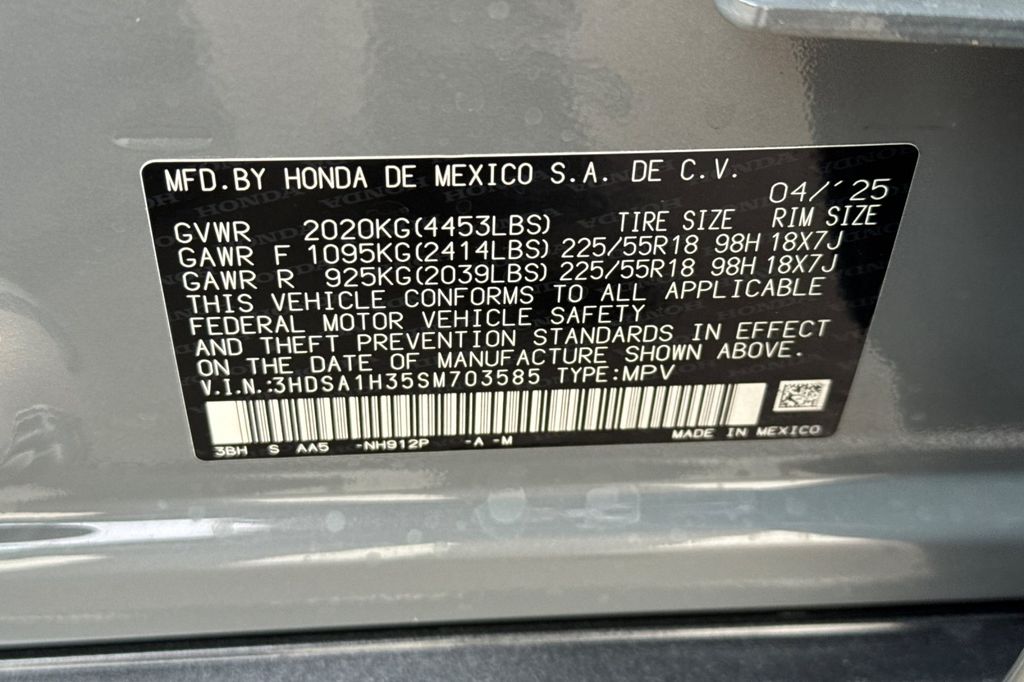 MFD.BY HONDA DE MEXICO S.A. DE C.V.
04/'25
GVWR 2020KG(4453LBS) TIRE SIZE RIM SIZE
GAWR F 1095KG(2414LBS) 225/55R18 98H 18X7J
GAWR R 925KG(2039LBS) 225/55R18 98H 18X7J
THIS VEHICLE CONFORMS TO ALL APPLICABLE
FEDERAL MOTOR VEHICLE SAFETY
AND THEFT PREVENTION STANDARDS IN EFFECT
ON THE DATE OF MANUFACTURE SHOWN ABOVE.
V.I.N.:3HDSA1H35SM703585 TYPE:MPV
MADE IN MEXICO
3BH S AA5 -NH912P -A -M